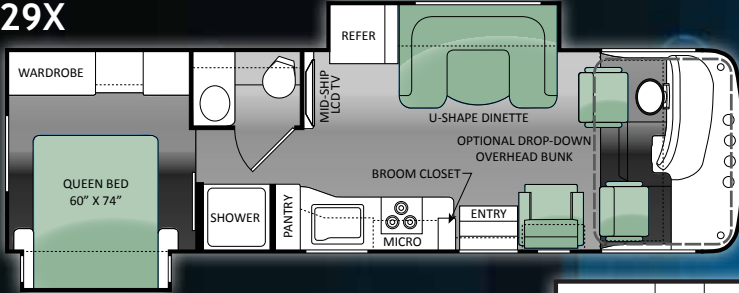 29X
REFER
WARDROBE
MID-SHIP
LCD TV
U-SHAPE DINETTE
OPTIONAL DROP-DOWN
OVERHEAD BUNK
BROOM CLOSET
QUEEN BED
60” X 74”
SHOWER
PANTRY
MICRO
ENTRY